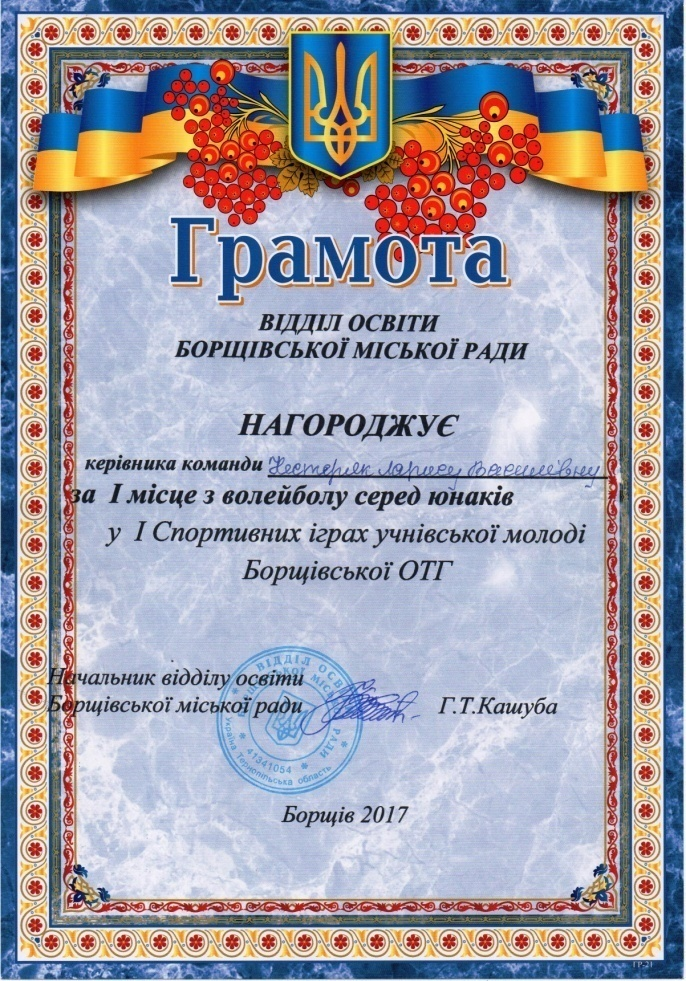 Грамота
ВІДДІЛ ОСВІТИ
БОРЩІВСЬКОЇ МІСЬКОЇ РАДИ
НАГОРОДЖУЄ
керівника команди Нестеряк Ларису Василівну
за І місце з волейболу серед юнаків
у І Спортивних іграх учнівської молоді
Борщівської ОТГ
Начальник відділу освіти
Борщівської міської ради Г.Т.Кашуба
ВІДДІЛ ОСВІТИ
МІСЬКОЇ РАДИ
Україна Тернопільська область
41341054
Борщів 2017
ГР-21